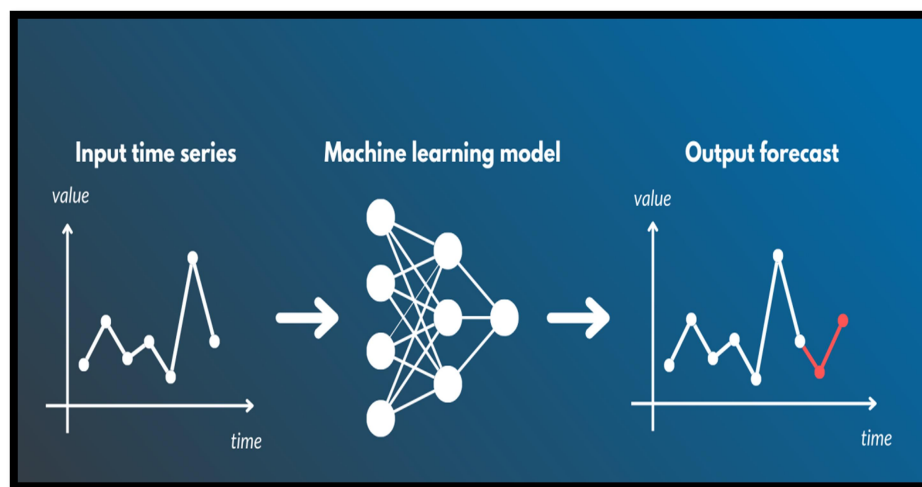 Input time series
Machine learning model
Output forecast
value
value
time
time